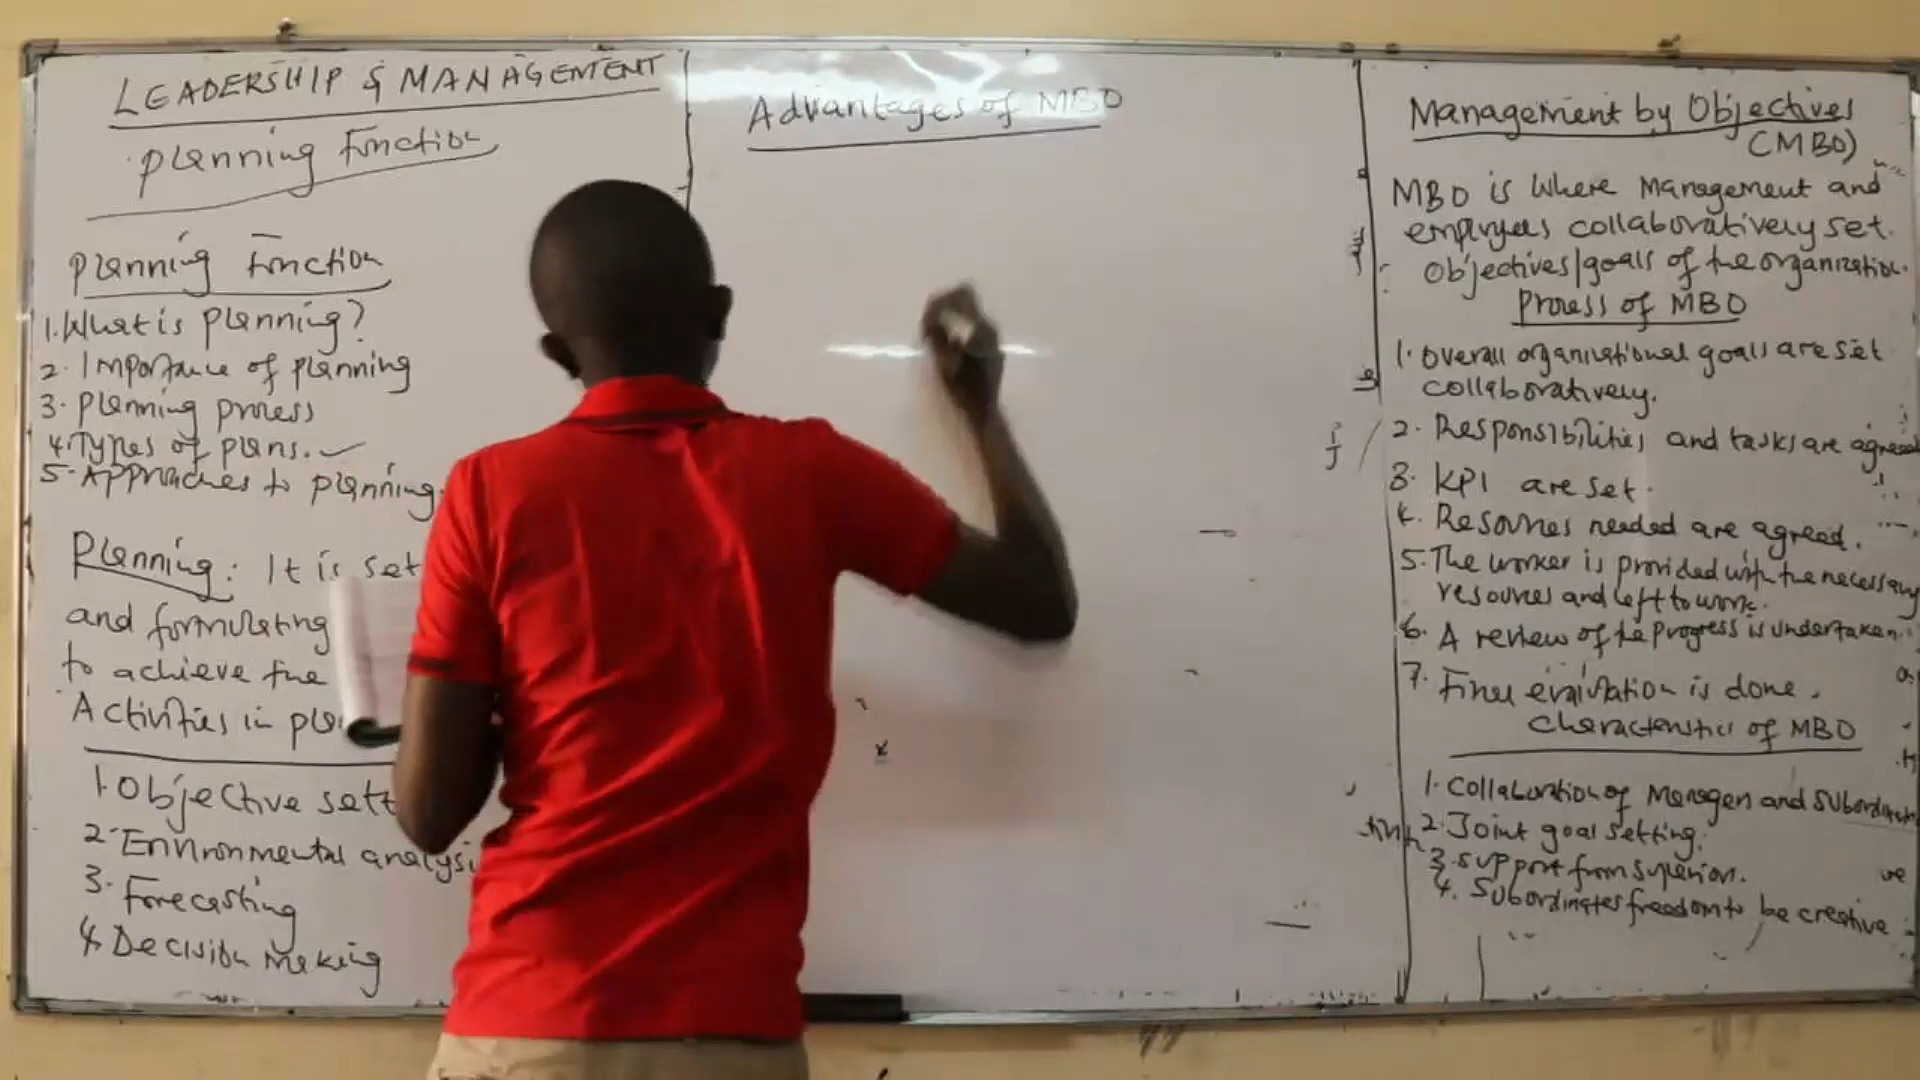 LEADERSHIP & MANAGEMENT
Planning Function
Planning Function
1. What is planning?
2. Importance of planning
3. Planning process
4. Types of plans.
5. Approaches to planning.
Planning: It is set
and formulating
to achieve the
Activities in
1. Objective
2. Environmental
3. Forecasting
4. Decision Making
Advantages of MBO
Management by Objectives
(MBO)
MBO is where management and
employees collaboratively set.
Objectives/goals of the organization.
Process of MBO
1. Overall organizational goals are set
collaboratively.
2. Responsibilities and tasks are agreed
3. KPI are set.
4. Resources needed are agreed.
5. The worker is provided with the necessary
resources and left to work.
6. A review of the progress is undertaken.
7. Final evaluation is done.
Characteristics of MBO
1. Collaboration of Managers and
2. Joint goal setting.
3. Support from superiors.
4. Subordinates freedom to be creative